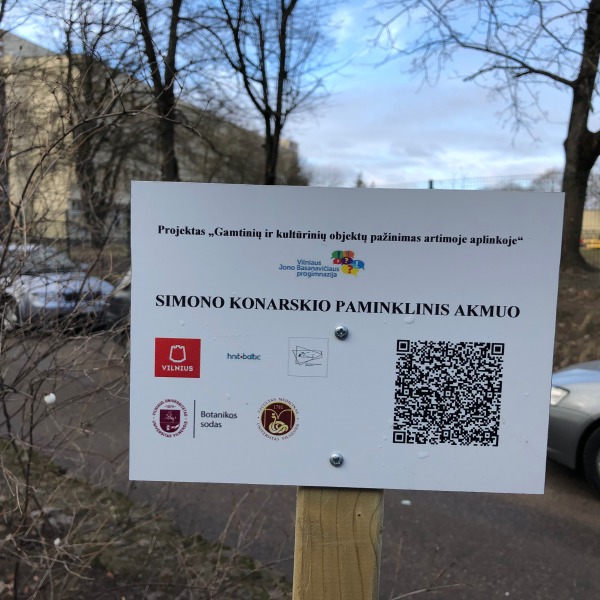 Projektas „Gamtinių ir kultūrinių objektų pažinimas artimoje aplinkoje“
Vilniaus
Jono Basanavičiaus
progimnazija
SIMONO KONARSKIO PAMINKLINIS AKMUO
VILNIUS
hnit-baltic
Botanikos
sodas